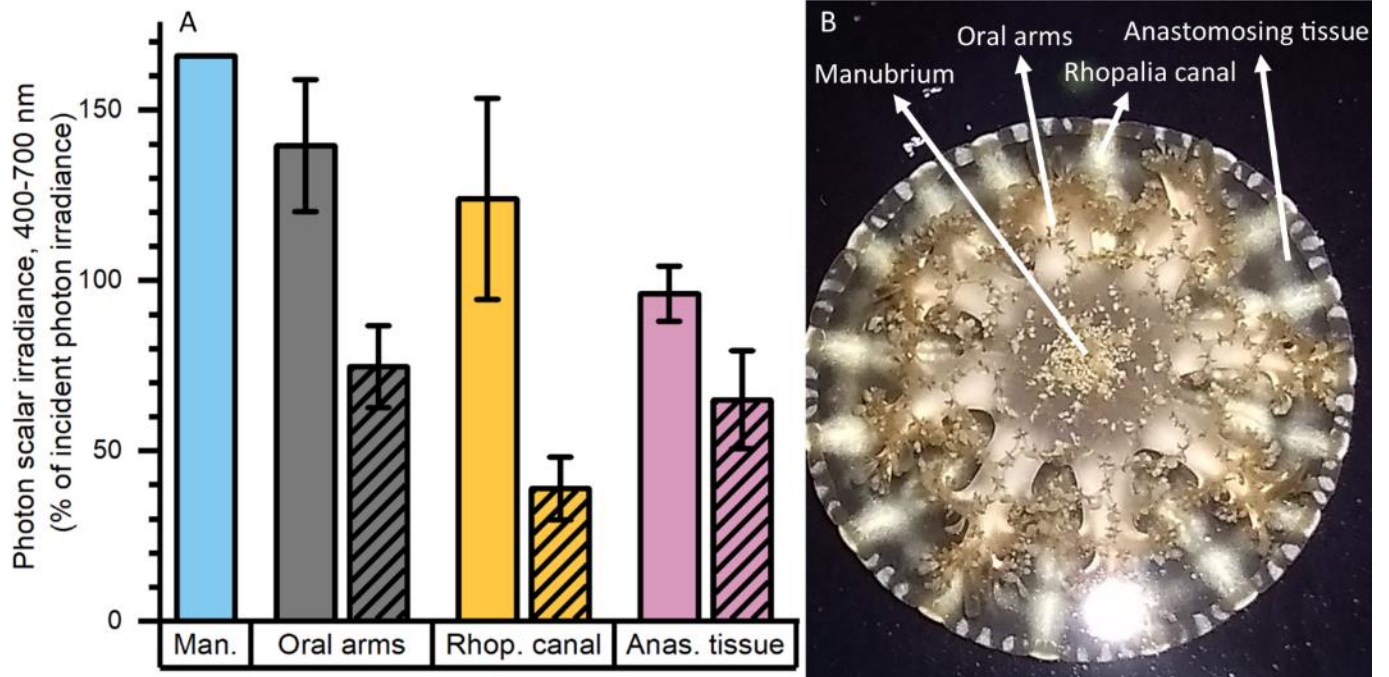 A
Photon scalar irradiance, 400-700 nm
(% of incident photon irradiance)
150
100
50
0
Man.
Oral arms
Rhop. canal
Anas. tissue
B
Oral arms
Anastomosing tissue
Manubrium
Rhopalia canal